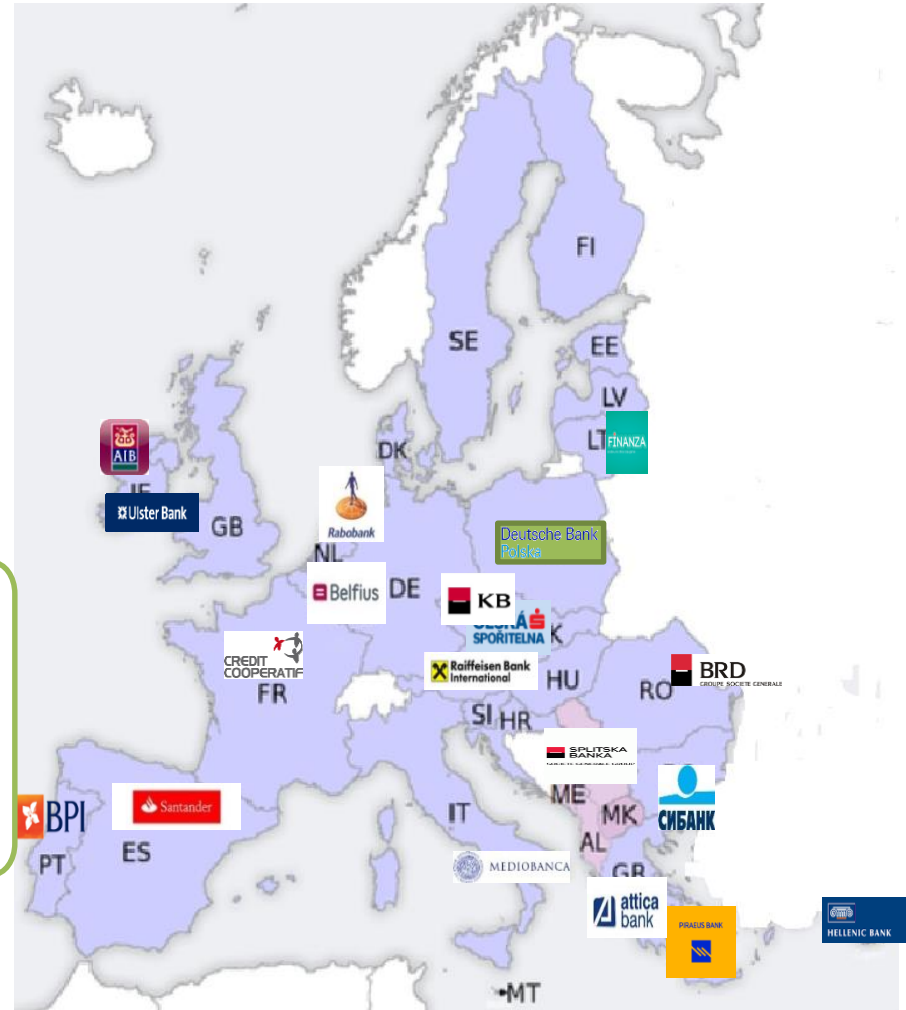 FI
SE
EE
LV
LT
FINANZA
DK
AIB
IE
Ulster Bank
GB
Rabobank
NL
Deutsche Bank
Polska
Belfius
DE
KB
ČESKÁ
SPOŘITELNA
K
CREDIT
COOPERATIF
FR
Raiffeisen Bank
International
HU
RO
BRD
GROUPE SOCIETE GENERALE
SI
HR
SPLITSKA
BANKA
ME
MK
AL
СИБАНК
BPI
PT
Santander
ES
IT
MEDIOBANCA
GR
attica
bank
PIRAEUS BANK
HELLENIC BANK
MT